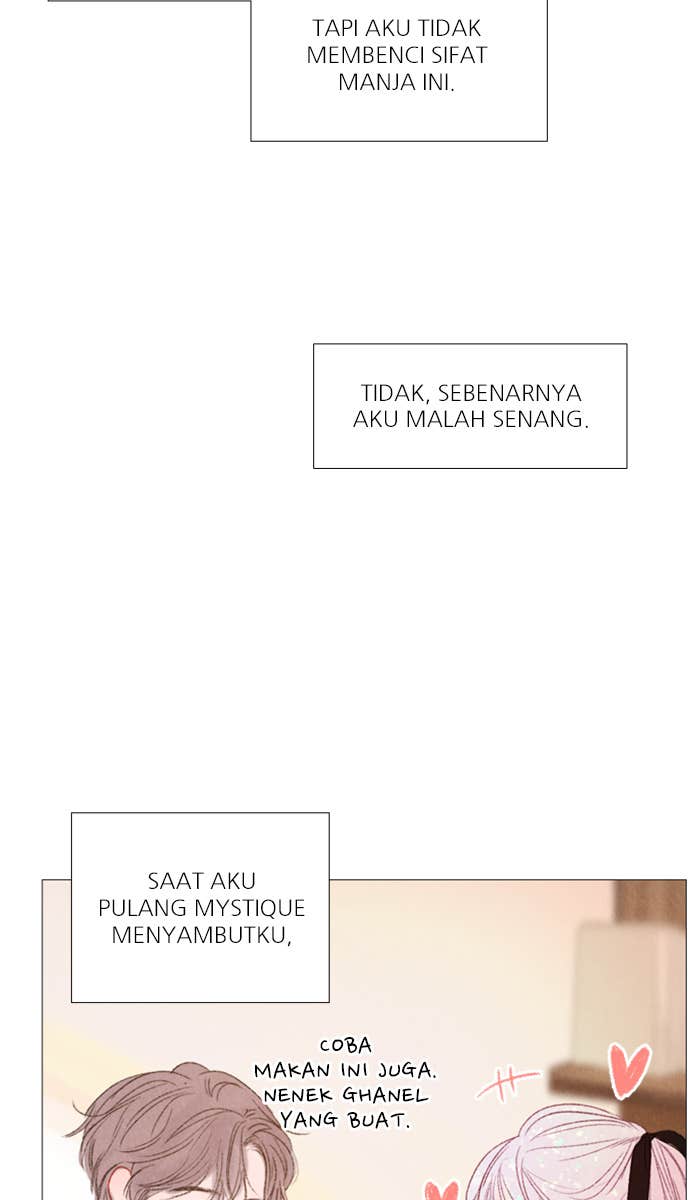 TAPI AKU TIDAK
MEMBENCI SIFAT
MANJA INI.
TIDAK, SEBENARNYA
AKU MALAH SENANG.
SAAT AKU
PULANG MYSTIQUE
MENYAMBUTKU,
COBA
MAKAN INI JUGA.
NENEK GHANEL
YANG BUAT.